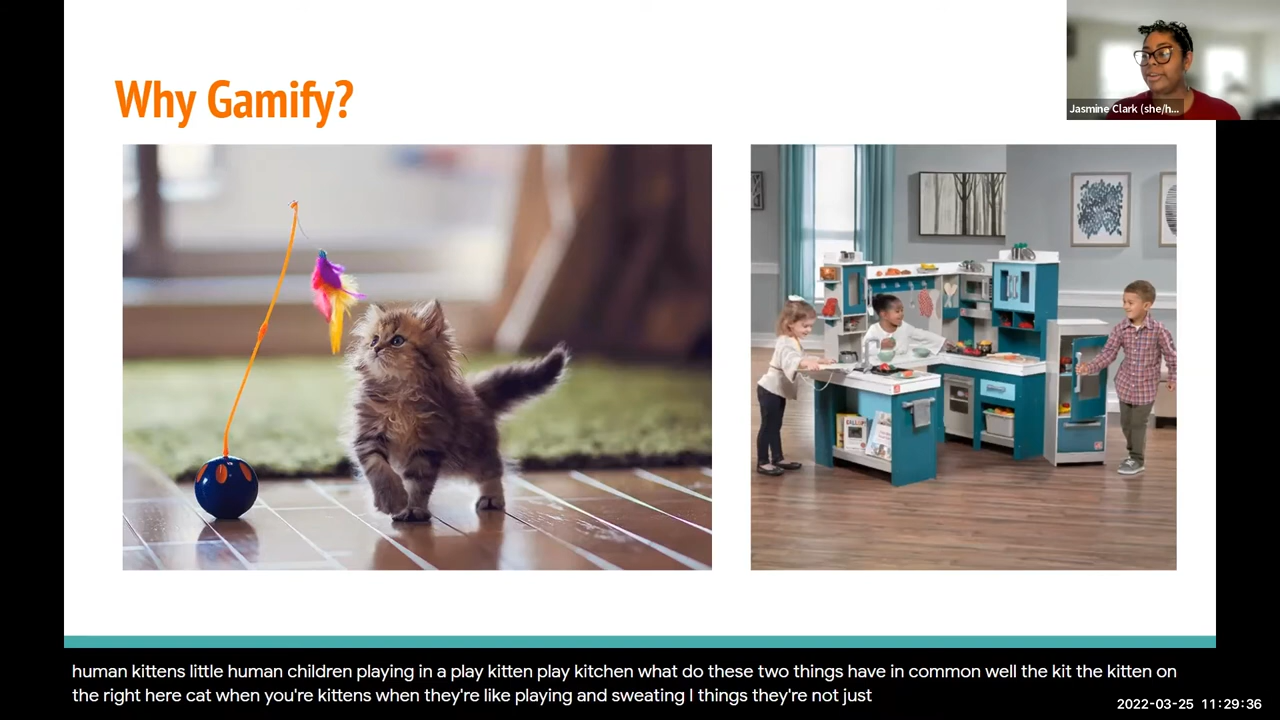 Why Gamify?
Jasmine Clark (she/h...
human kittens little human children playing in a play kitten play kitchen what do these two things have in common well the kit the kitten on
the right here cat when you're kittens when they're like playing and sweating I things they're not just
2022-03-25 11:29:36